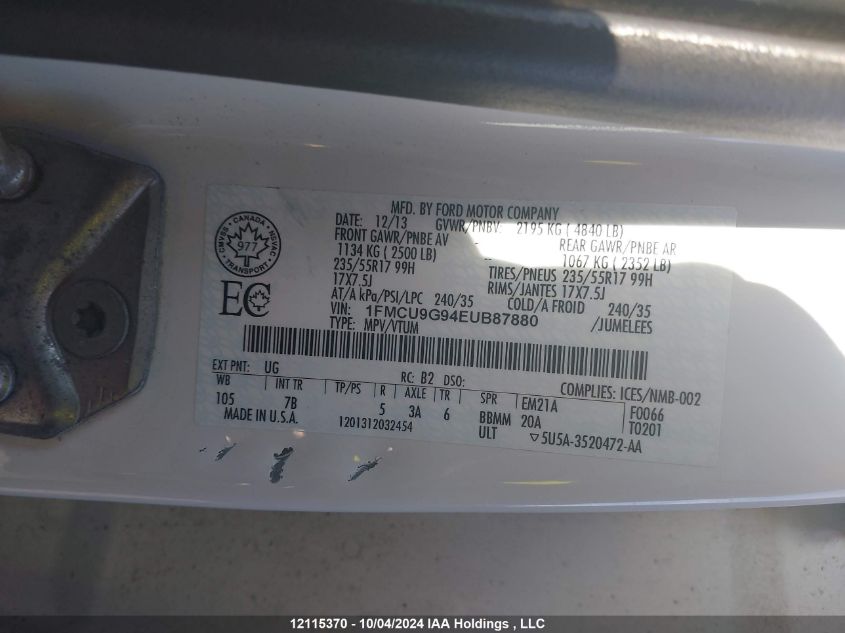 MFD. BY FORD MOTOR COMPANY
DATE: 12/13 GVWR/PNBV: 2195 KG ( 4840 LB)
FRONT GAWR/PNBE AV - REAR GAWR/PNBE AR
1134 KG ( 2500 LB) - 1067 KG ( 2352 LB)
235/55R17 99H TIRES/PNEUS 235/55R17 99H
17X7.5J RIMS/JANTES 17X7.5J
AT/A kPa/PSI/LPC 240/35 COLD/A FROID 240/35
VIN: 1FMCU9G94EUB87880 /JUMELEES
TYPE: MPV/VTUM
CANADA
CMVSS 977 NSVAC
TRANSPORT
EC
EXT PNT: UG RC: B2 DSO: COMPLIES: ICES/NMB-002
WB INT TR TP/PS R AXLE TR SPR EM21A F0066
105 7B 5 3A 6 BBMM 20A T0201
MADE IN U.S.A. 1201312032454 ULT ▽5U5A-3520472-AA
12115370 - 10/04/2024 IAA Holdings , LLC